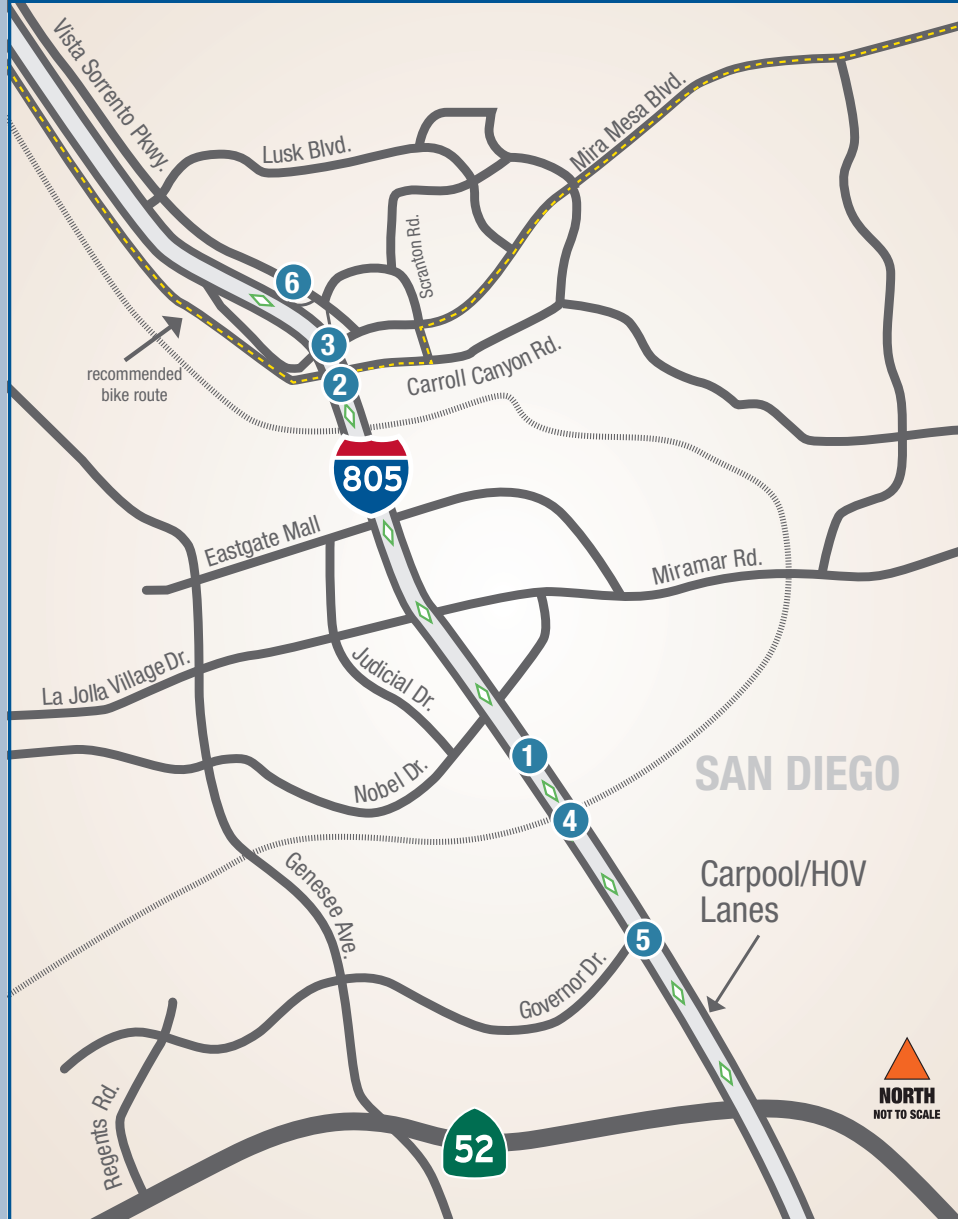 Vista Sorrento Pkwy.
Lusk Blvd.
Mira Mesa Blvd.
Scranton Rd.
6
3
recommended
bike route
2
Carroll Canyon Rd.
805
Eastgate Mall
Miramar Rd.
Judicial Dr.
La Jolla Village Dr.
1
SAN DIEGO
Nobel Dr.
4
Genesee Ave.
Carpool/HOV
Lanes
5
Governor Dr.
NORTH
NOT TO SCALE
Regents Rd.
52